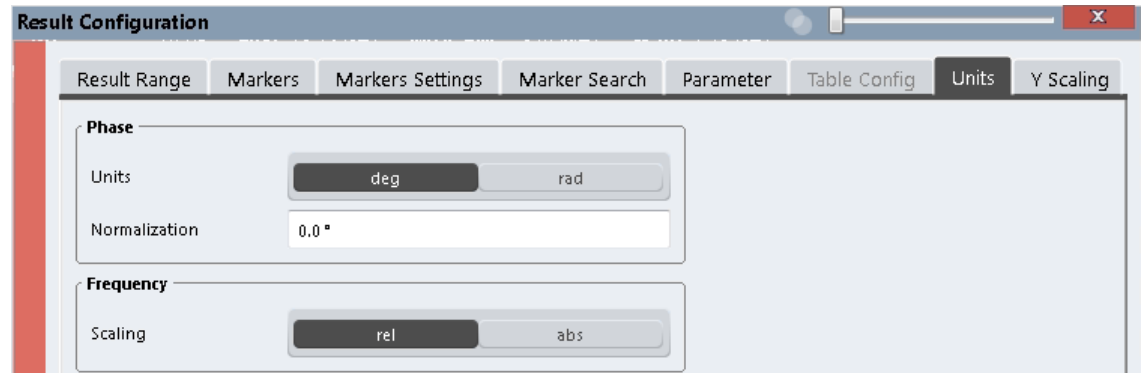 Result Configuration
x
Result Range Markers Markers Settings Marker Search Parameter Table Config Units Y Scaling
Phase
Units deg rad
Normalization 0.0 °
Frequency
Scaling rel abs